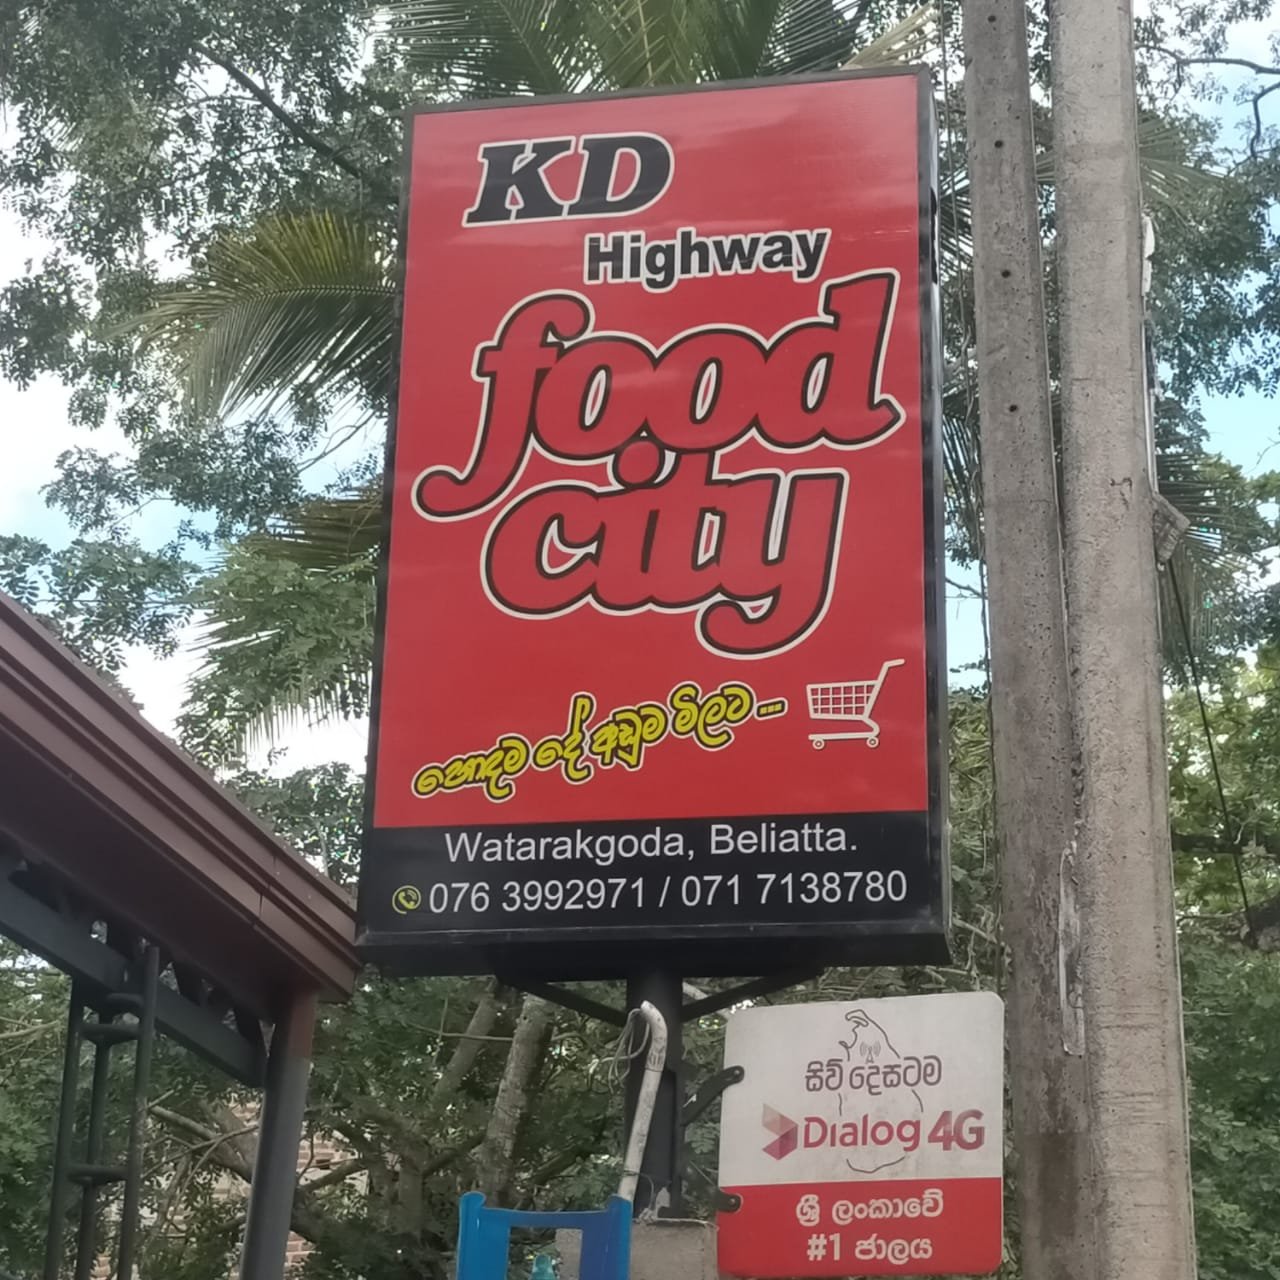 KD
Highway
food
city
හොඳම දේ අඩුම මිලට ...
Watarakgoda, Beliatta.
076 3992971 / 071 7138780
සිව් දෙසටම
Dialog 4G
ශ්‍රී ලංකාවේ
#1 ජාලය